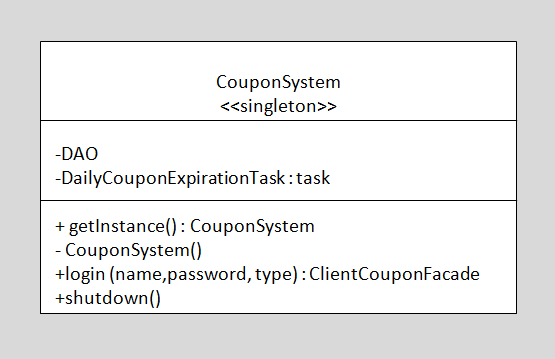 CouponSystem
<<singleton>>
-DAO
-DailyCouponExpirationTask : task
+ getInstance() : CouponSystem
- CouponSystem()
+login (name,password, type) : ClientCouponFacade
+shutdown()